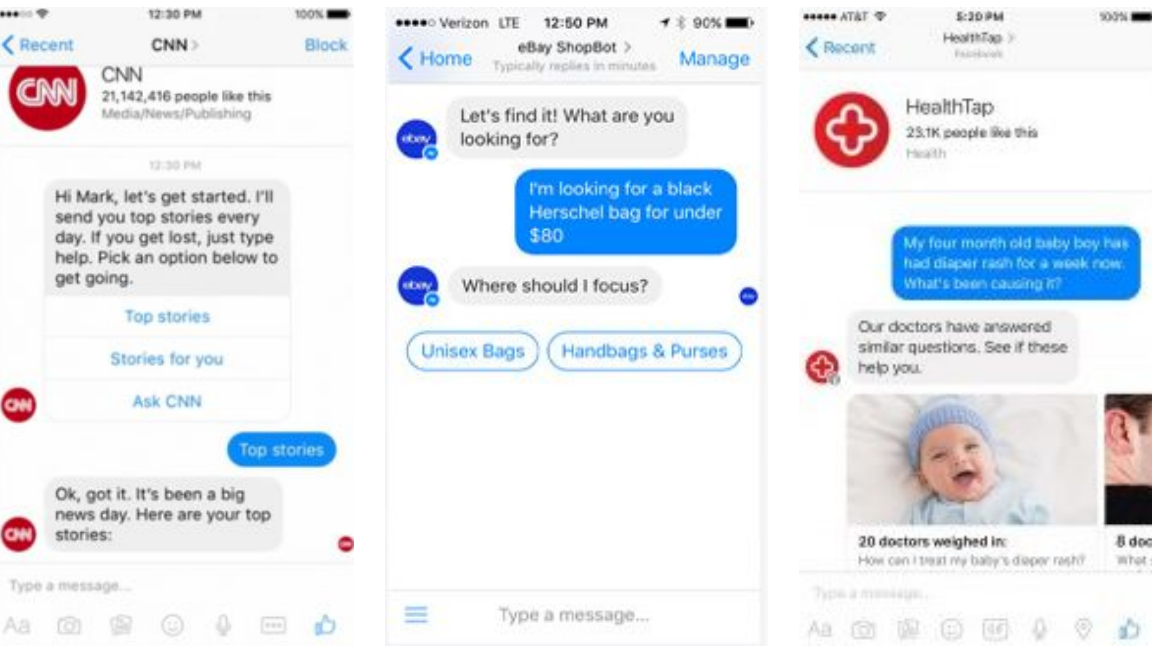 12:30 PM
100%
Recent
CNN
Block
CNN
CNN
21,142,416 people like this
Media/News/Publishing
12:30 PM
Hi Mark, let's get started. I'll
send you top stories every
day. If you get lost, just type
help. Pick an option below to
get going.
Top stories
Stories for you
Ask CNN
CNN
Top stories
Ok, got it. It's been a big
news day. Here are your top
stories:
CNN
Type a message...
Aa
Verizon LTE
12:50 PM
90%
Home
eBay ShopBot
Typically replies in minutes
Manage
Let's find it! What are you
looking for?
ebay
I'm looking for a black
Herschel bag for under
$80
Where should I focus?
ebay
Unisex Bags
Handbags & Purses
Type a message...
AT&T
5:20 PM
100%
Recent
HealthTap
HealthTap
23.1K people like this
Health
My four month old baby boy has
had diaper rash for a week now.
What's been causing it?
Our doctors have answered
similar questions. See if these
help you.
20 doctors weighed in:
How can I treat my baby's diaper rash?
8 doc
What
Type a message...
Aa
GIF